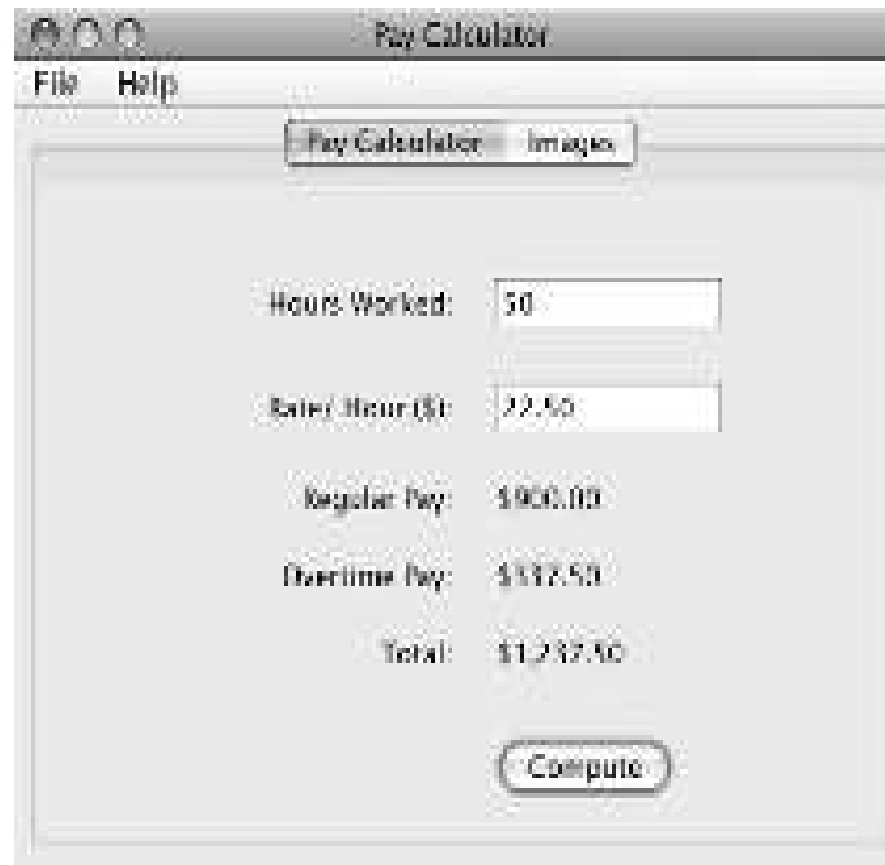 Pay Calculator
File Help
Pay Calculator Images
Hours Worked: 50
Rate/ Hour ($): 22.50
Regular Pay: $900.00
Overtime Pay: $337.50
Total: $1,237.50
Compute